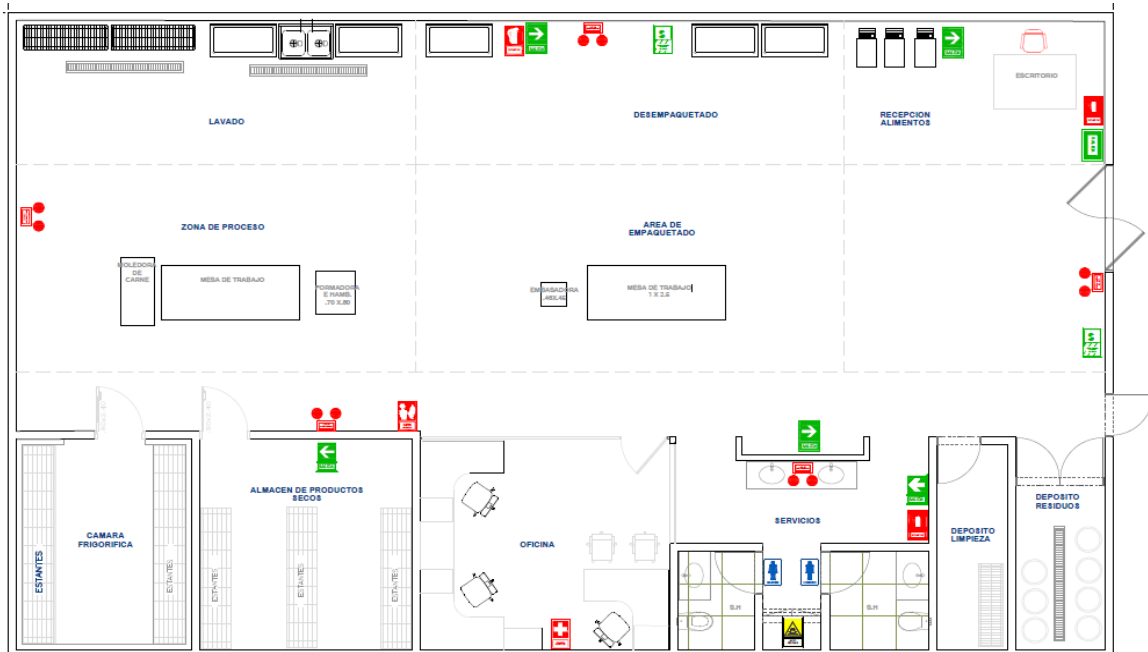 ESCRITORIO
LAVADO
DESEMPAQUETADO
RECEPCION
ALIMENTOS
ZONA DE PROCESO
AREA DE
EMPAQUETADO
MOLEDORA
DE
CARNE
MESA DE TRABAJO
FORMADORA
E HAMB.
.70 X.80
EMBASADORA
MESA DE TRABAJO
1 X 2.5
ALMACEN DE PRODUCTOS
SECOS
CAMARA
FRIGORIFICA
ESTANTES
ESTANTES
ESTANTES
ESTANTES
ESTANTES
OFICINA
SERVICIOS
DEPOSITO
LIMPIEZA
DEPOSITO
RESIDUOS
S.H
S.H